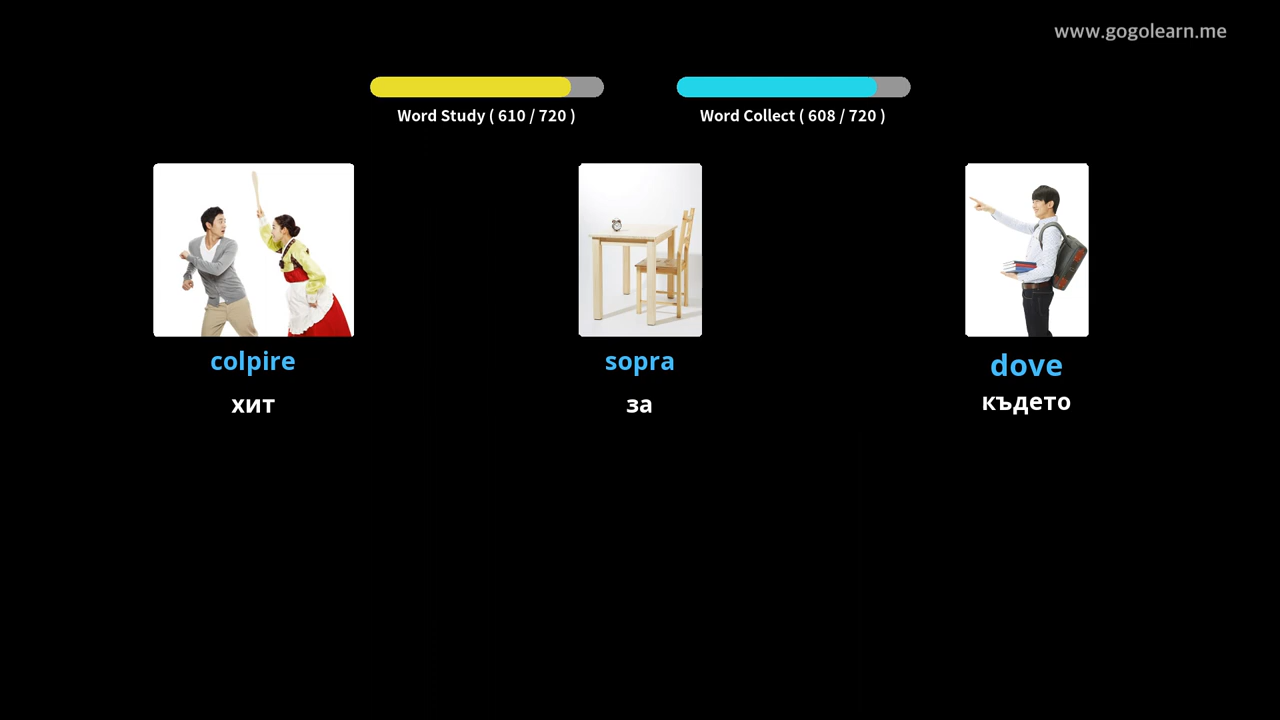 www.gogolearn.me
Word Study ( 610 / 720 )
Word Collect ( 608 / 720 )
colpire
sopra
dove
хит
за
където